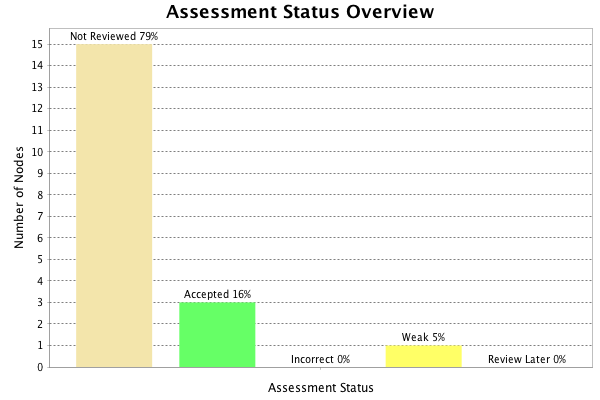 Assessment Status Overview
Number of Nodes
15
14
13
12
11
10
9
8
7
6
5
4
3
2
1
0
Not Reviewed 79%
Accepted 16%
Incorrect 0%
Weak 5%
Review Later 0%
Assessment Status